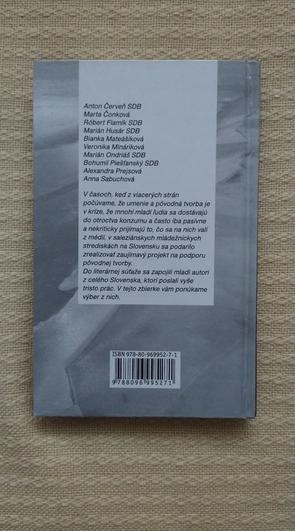 Anton Červeň SDB
Marta Čonková
Róbert Flamík SDB
Marián Husár SDB
Bianka Mateášiková
Veronika Mináriková
Marián Ondriáš SDB
Bohumil Piešťanský SDB
Alexandra Prejsová
Anna Sabuchová
V časoch, keď z viacerých strán
počúvame, že umenie a pôvodná tvorba je
v kríze, že mnohí mladí ľudia sa dostávajú
do otroctva konzumu a často iba pasívne
a nekriticky prijímajú to, čo sa na nich valí
z médií, v saleziánskych mládežníckych
strediskách na Slovensku sa podarilo
zrealizovať zaujímavý projekt na podporu
pôvodnej tvorby.
Do literárnej súťaže sa zapojili mladí autori
z celého Slovenska, ktorí poslali vyše
tristo prác. V tejto zbierke vám ponúkame
výber z nich.
ISBN 978-80-969952-7-1
9788096995271